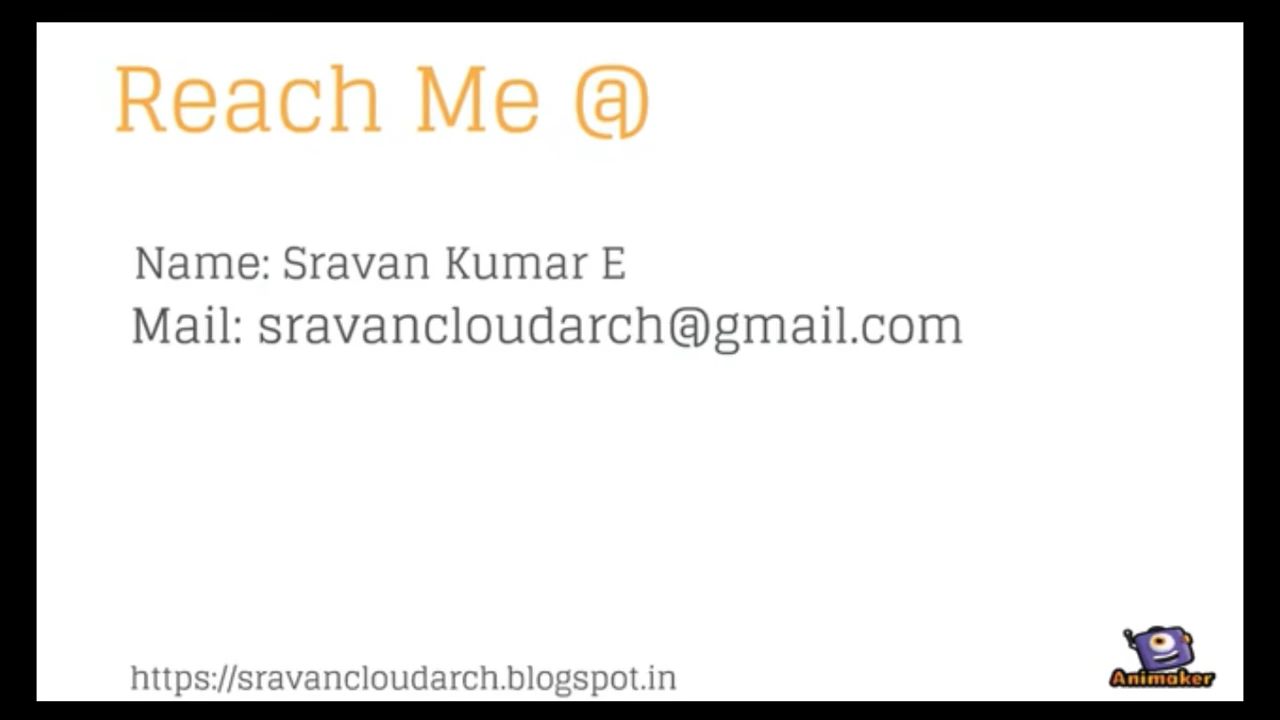 Reach Me @
Name: Sravan Kumar E
Mail: sravancloudarch@gmail.com
https://sravancloudarch.blogspot.in
Animaker